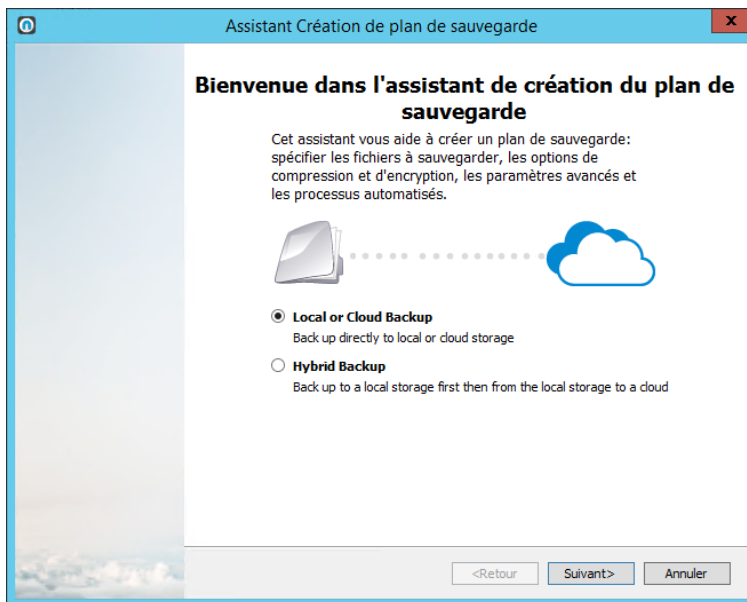 Assistant Création de plan de sauvegarde
x
Bienvenue dans l'assistant de création du plan de
sauvegarde
Cet assistant vous aide à créer un plan de sauvegarde:
spécifier les fichiers à sauvegarder, les options de
compression et d'encryption, les paramètres avancés et
les processus automatisés.
Local or Cloud Backup
Back up directly to local or cloud storage
Hybrid Backup
Back up to a local storage first then from the local storage to a cloud
<Retour Suivant> Annuler